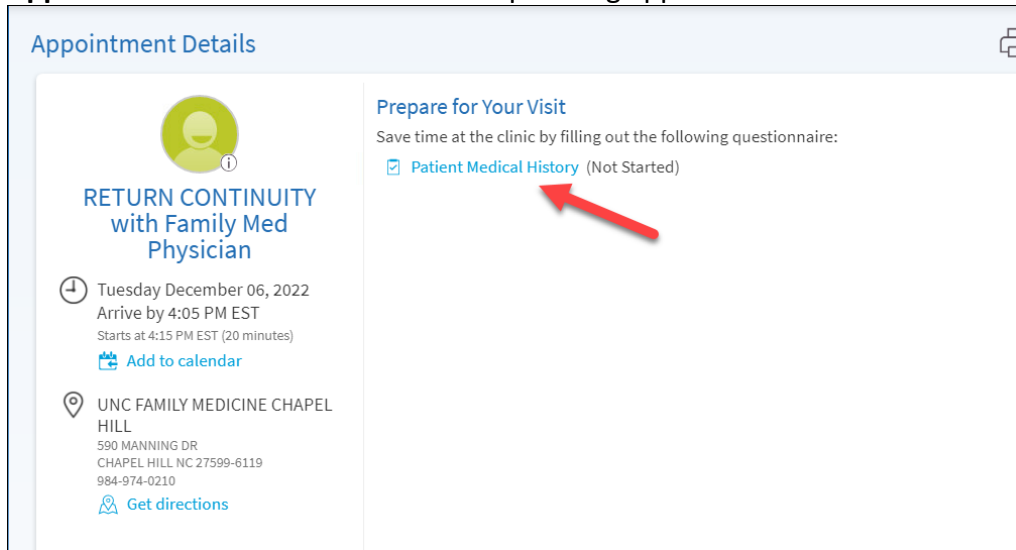 Appointment Details
Prepare for Your Visit
Save time at the clinic by filling out the following questionnaire:
Patient Medical History (Not Started)
RETURN CONTINUITY
with Family Med
Physician
Tuesday December 06, 2022
Arrive by 4:05 PM EST
Starts at 4:15 PM EST (20 minutes)
Add to calendar
UNC FAMILY MEDICINE CHAPEL
HILL
590 MANNING DR
CHAPEL HILL NC 27599-6119
984-974-0210
Get directions